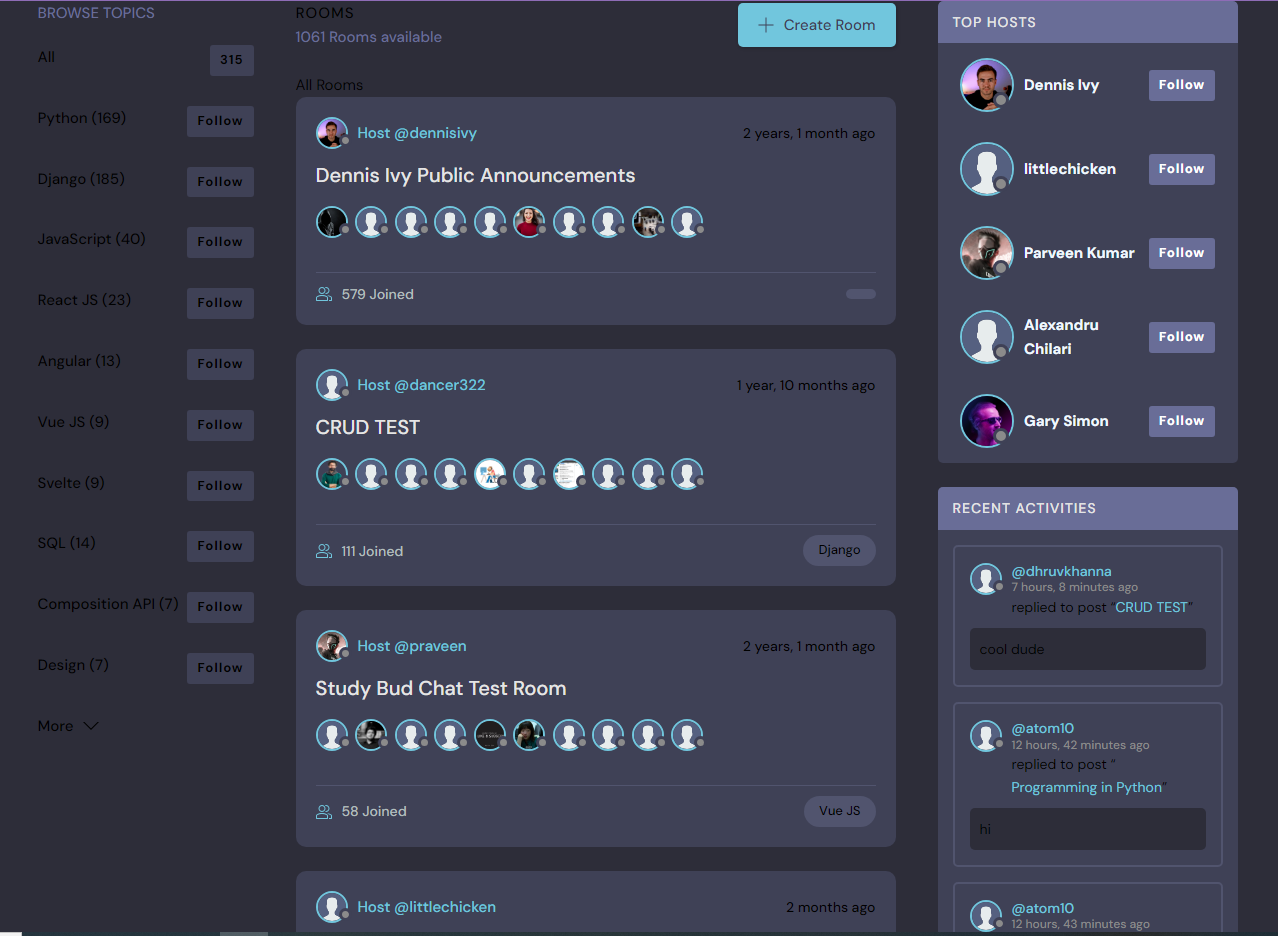 BROWSE TOPICS
All
315
Python (169)
Follow
Django (185)
Follow
JavaScript (40)
Follow
React JS (23)
Follow
Angular (13)
Follow
Vue JS (9)
Follow
Svelte (9)
Follow
SQL (14)
Follow
Composition API (7)
Follow
Design (7)
Follow
More
ROOMS
1061 Rooms available
Create Room
All Rooms
Host @dennisivy
2 years, 1 month ago
Dennis Ivy Public Announcements
579 Joined
Host @dancer322
1 year, 10 months ago
CRUD TEST
111 Joined
Django
Host @praveen
2 years, 1 month ago
Study Bud Chat Test Room
58 Joined
Vue JS
Host @littlechicken
2 months ago
TOP HOSTS
Dennis Ivy
Follow
littlechicken
Follow
Parveen Kumar
Follow
Alexandru
Chilari
Follow
Gary Simon
Follow
RECENT ACTIVITIES
@dhruvkhanna
7 hours, 8 minutes ago
replied to post “CRUD TEST”
cool dude
@atom10
12 hours, 42 minutes ago
replied to post “
Programming in Python”
hi
@atom10
12 hours, 43 minutes ago